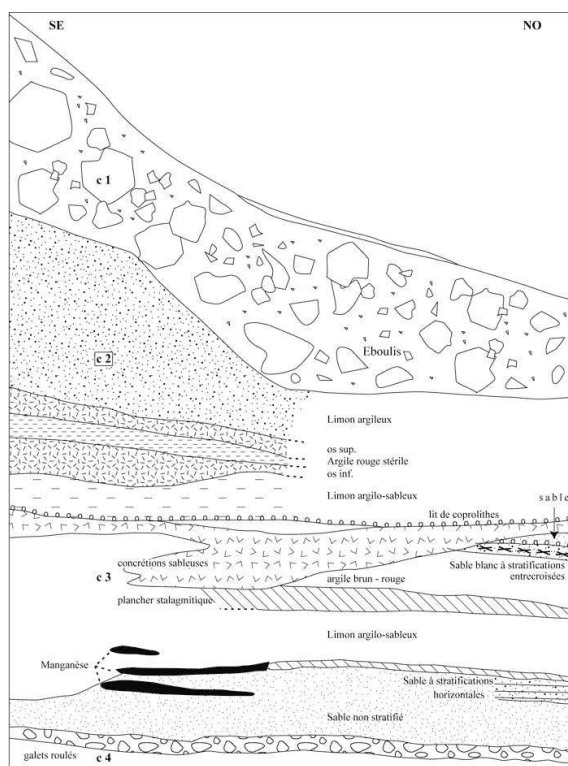 SE
NO
c 1
Eboulis
c 2
Limon argileux
os sup.
Argile rouge stérile
os inf.
Limon argilo-sableux
sable
lit de coprolithes
concrétions sableuses
Sable blanc à stratifications
entrecroisées
c 3
argile brun - rouge
plancher stalagmitique
Limon argilo-sableux
Manganèse
Sable à stratifications
horizontales
Sable non stratifié
galets roulés
c 4